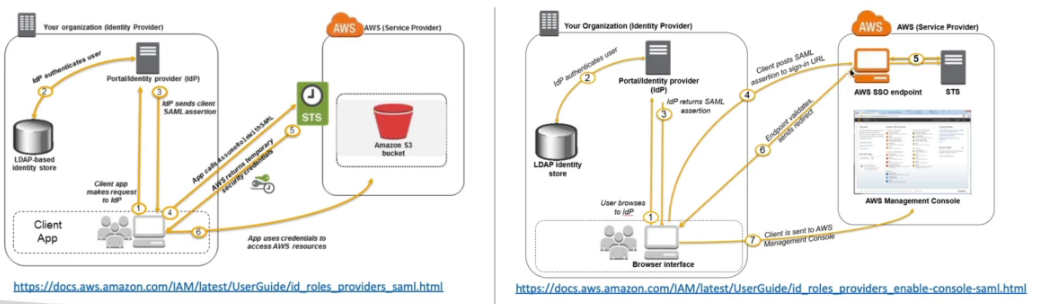 Your organization (Identity Provider)
AWS
AWS (Service Provider)
IdP authenticates user
2
Portal/Identity provider (IdP)
3
IdP sends client
SAML assertion
LDAP-based
identity store
App calls AssumeRoleWithSAML
STS
5
AWS returns temporary
security credentials
Amazon S3
bucket
Client app
makes request
to IdP
1
4
Client
App
6
App uses credentials to
access AWS resources
https://docs.aws.amazon.com/IAM/latest/UserGuide/id_roles_providers_saml.html
Your Organization (Identity Provider)
AWS
AWS (Service Provider)
IdP authenticates user
2
Portal/Identity provider
(IdP)
3
IdP returns SAML
assertion
Client posts SAML
assertion to sign-in URL
4
5
AWS SSO endpoint
STS
Endpoint validates,
sends redirect
6
LDAP identity
store
AWS Management Console
User browses
to IdP
1
Browser interface
7
Client is sent to AWS
Management Console
https://docs.aws.amazon.com/IAM/latest/UserGuide/id_roles_providers_enable-console-saml.html